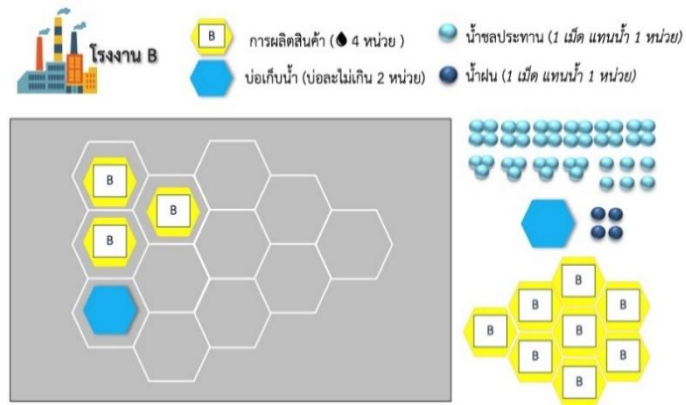 โรงงาน B
B
การผลิตสินค้า (💧 4 หน่วย )
น้ำชลประทาน (1 เม็ด แทนน้ำ 1 หน่วย)
บ่อเก็บน้ำ (บ่อละไม่เกิน 2 หน่วย)
น้ำฝน (1 เม็ด แทนน้ำ 1 หน่วย)
B
B
B
B
B
B
B
B
B
B
B